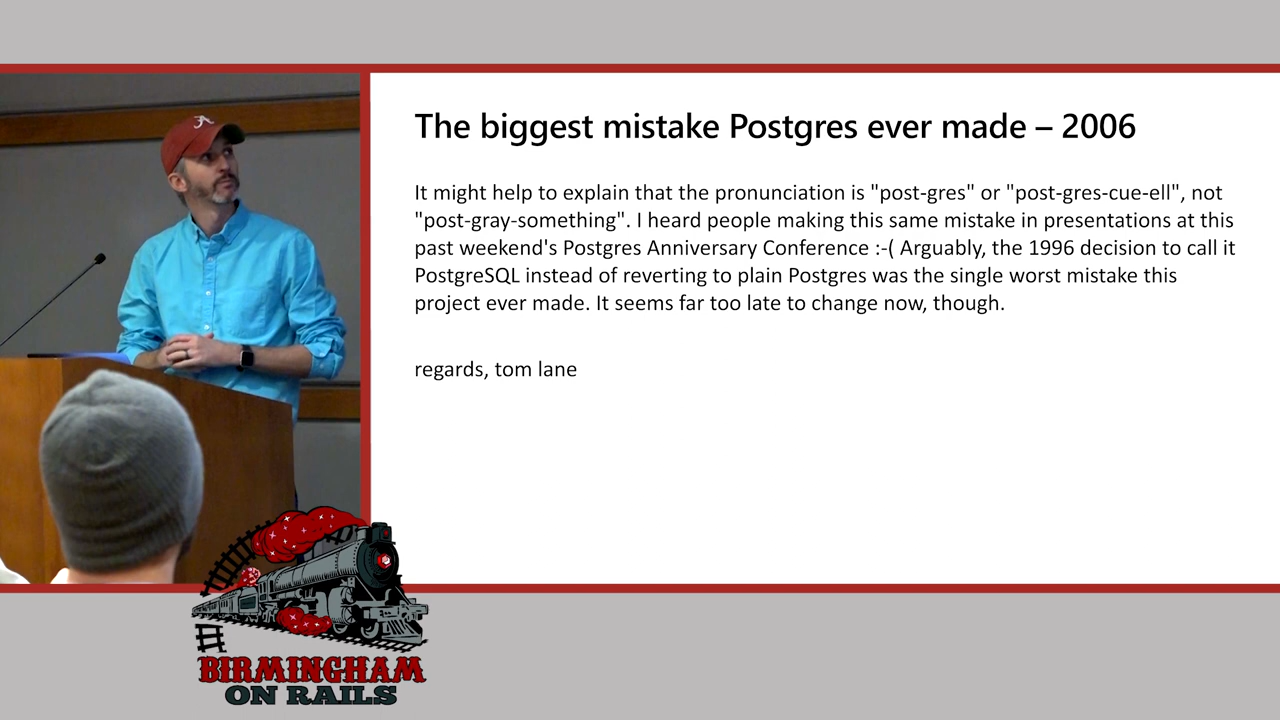 The biggest mistake Postgres ever made – 2006
It might help to explain that the pronunciation is "post-gres" or "post-gres-cue-ell", not
"post-gray-something". I heard people making this same mistake in presentations at this
past weekend's Postgres Anniversary Conference :-( Arguably, the 1996 decision to call it
PostgreSQL instead of reverting to plain Postgres was the single worst mistake this
project ever made. It seems far too late to change now, though.
regards, tom lane
BIRMINGHAM
ON RAILS